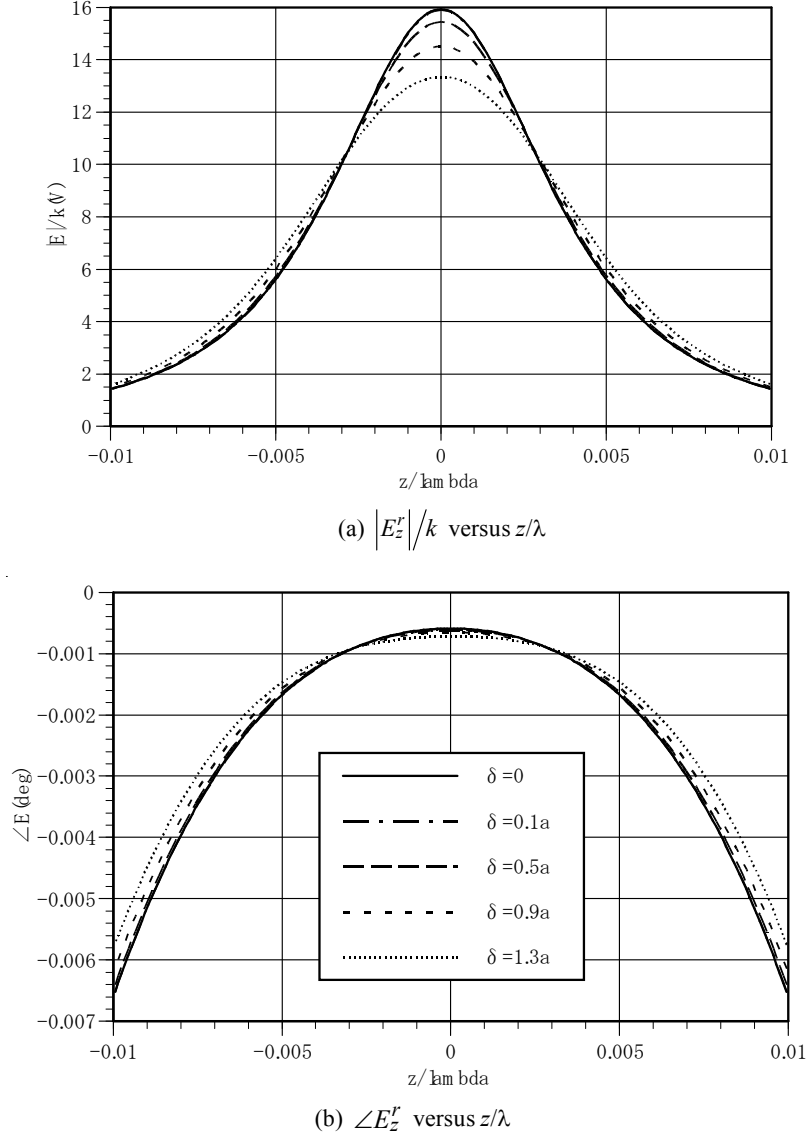 16
14
12
10
8
6
4
2
0
|E|/k(V)
-0.01 -0.005 0 0.005 0.01
z/lambda
(a) |E_z^r|/k versus z/λ
0
-0.001
-0.002
-0.003
-0.004
-0.005
-0.006
-0.007
∠E(deg)
δ=0
δ=0.1a
δ=0.5a
δ=0.9a
δ=1.3a
-0.01 -0.005 0 0.005 0.01
z/lambda
(b) ∠E_z^r versus z/λ